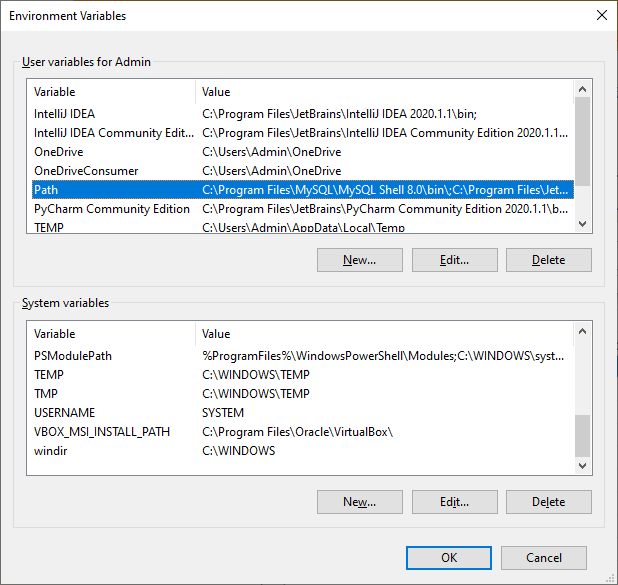 Environment Variables
User variables for Admin
Variable Value
IntelliJ IDEA C:\Program Files\JetBrains\IntelliJ IDEA 2020.1.1\bin;
IntelliJ IDEA Community Edit... C:\Program Files\JetBrains\IntelliJ IDEA Community Edition 2020.1.1...
OneDrive C:\Users\Admin\OneDrive
OneDriveConsumer C:\Users\Admin\OneDrive
Path C:\Program Files\MySQL\MySQL Shell 8.0\bin\;C:\Program Files\Jet...
PyCharm Community Edition C:\Program Files\JetBrains\PyCharm Community Edition 2020.1.1\b...
TEMP C:\Users\Admin\AppData\Local\Temp
New... Edit... Delete
System variables
Variable Value
PSModulePath %ProgramFiles%\WindowsPowerShell\Modules;C:\WINDOWS\syst...
TEMP C:\WINDOWS\TEMP
TMP C:\WINDOWS\TEMP
USERNAME SYSTEM
VBOX_MSI_INSTALL_PATH C:\Program Files\Oracle\VirtualBox\
windir C:\WINDOWS
New... Edit... Delete
OK Cancel